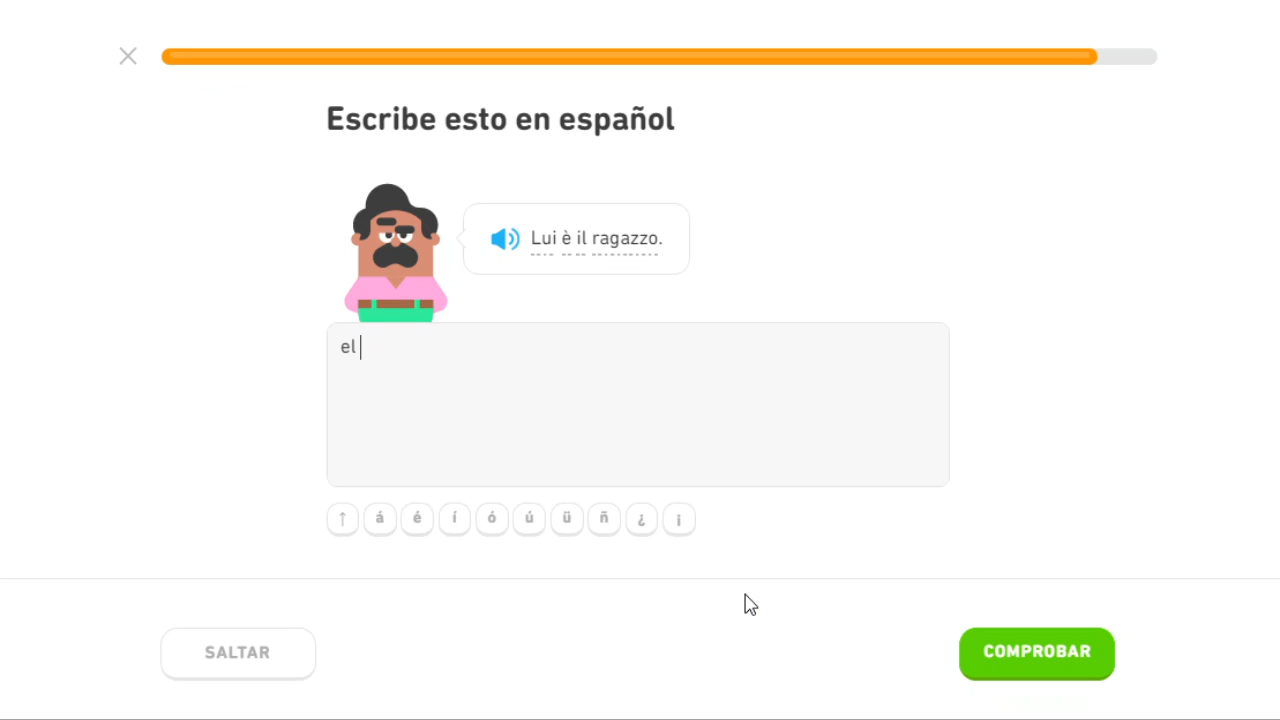 Escribe esto en español
Lui è il ragazzo.
el
↑ á é í ó ú ü ñ ¿ ¡
SALTAR COMPROBAR